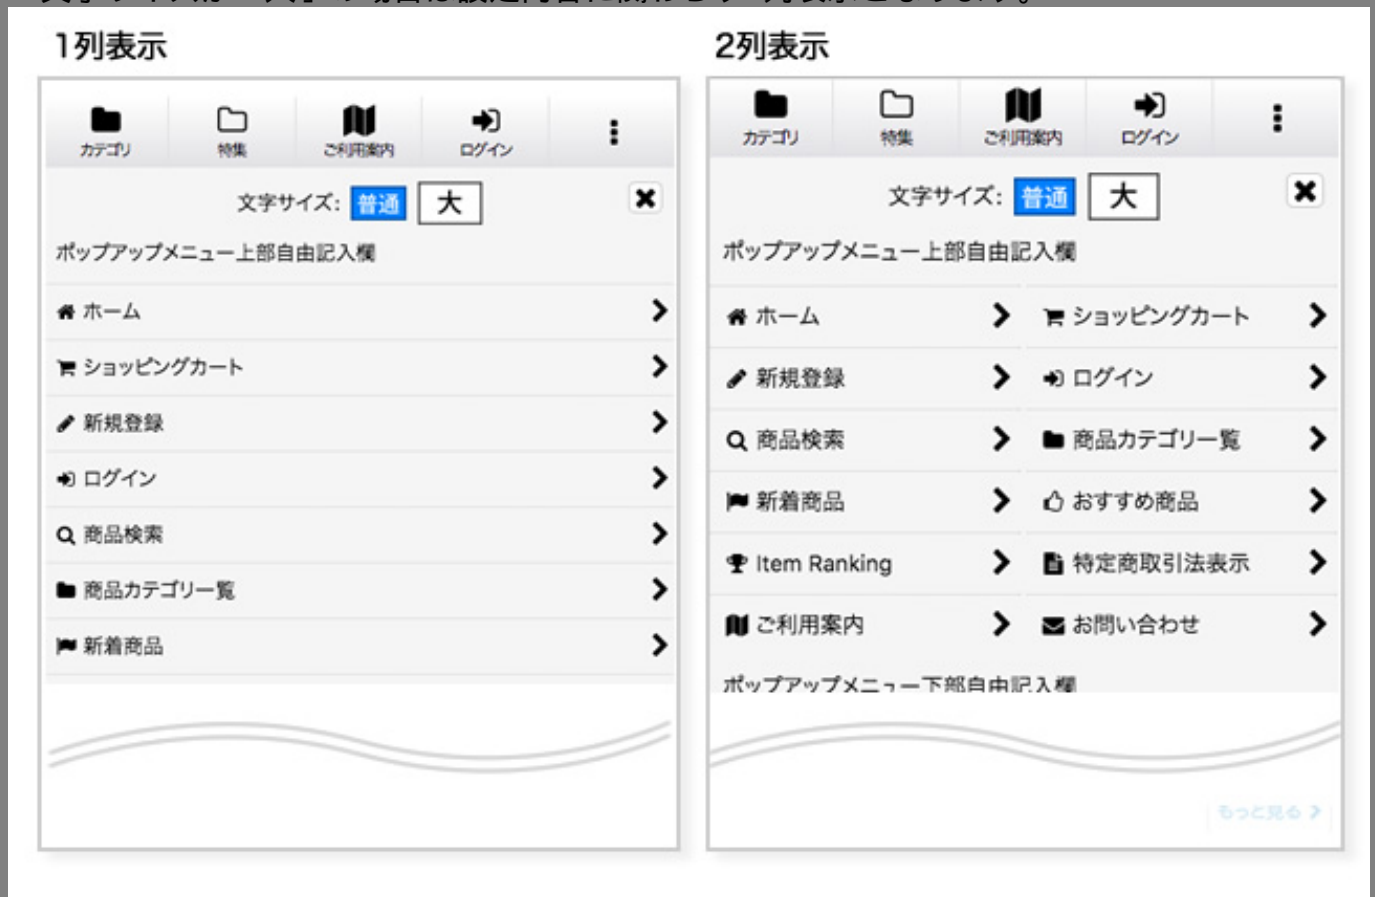 1列表示
カテゴリ 特集 ご利用案内 ログイン
文字サイズ: 普通 大
ポップアップメニュー上部自由記入欄
ホーム
ショッピングカート
新規登録
ログイン
商品検索
商品カテゴリー覧
新着商品
2列表示
カテゴリ 特集 ご利用案内 ログイン
文字サイズ: 普通 大
ポップアップメニュー上部自由記入欄
ホーム ショッピングカート
新規登録 ログイン
商品検索 商品カテゴリー覧
新着商品 おすすめ商品
Item Ranking 特定商取引法表示
ご利用案内 お問い合わせ
ポップアップメニュー下部自由記入欄
もっと見る